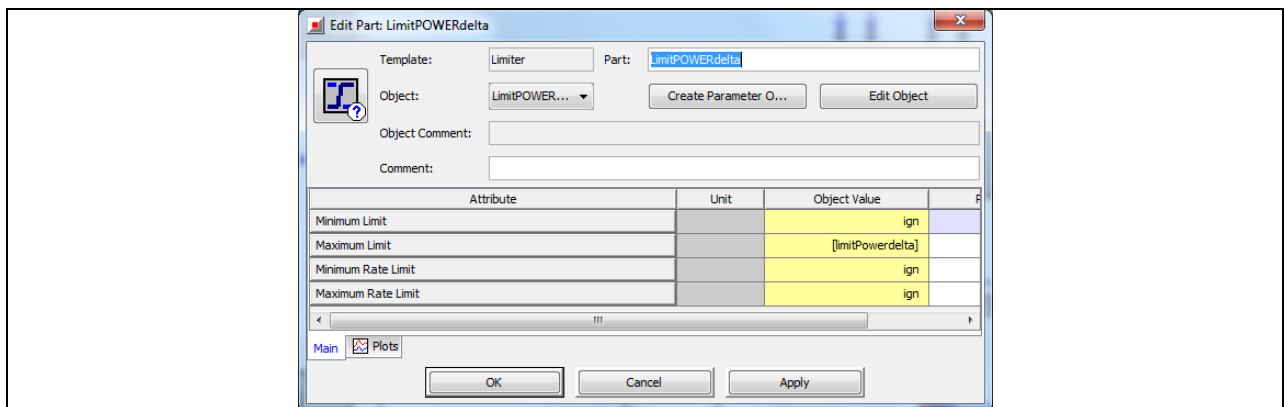 Edit Part: LimitPOWERdelta
Template: Limiter Part: LimitPOWERdelta
Object: LimitPOWER... Create Parameter O... Edit Object
Object Comment:
Comment:
Attribute Unit Object Value
Minimum Limit ign
Maximum Limit [limitPowerdelta]
Minimum Rate Limit ign
Maximum Rate Limit ign
Main Plots
OK Cancel Apply